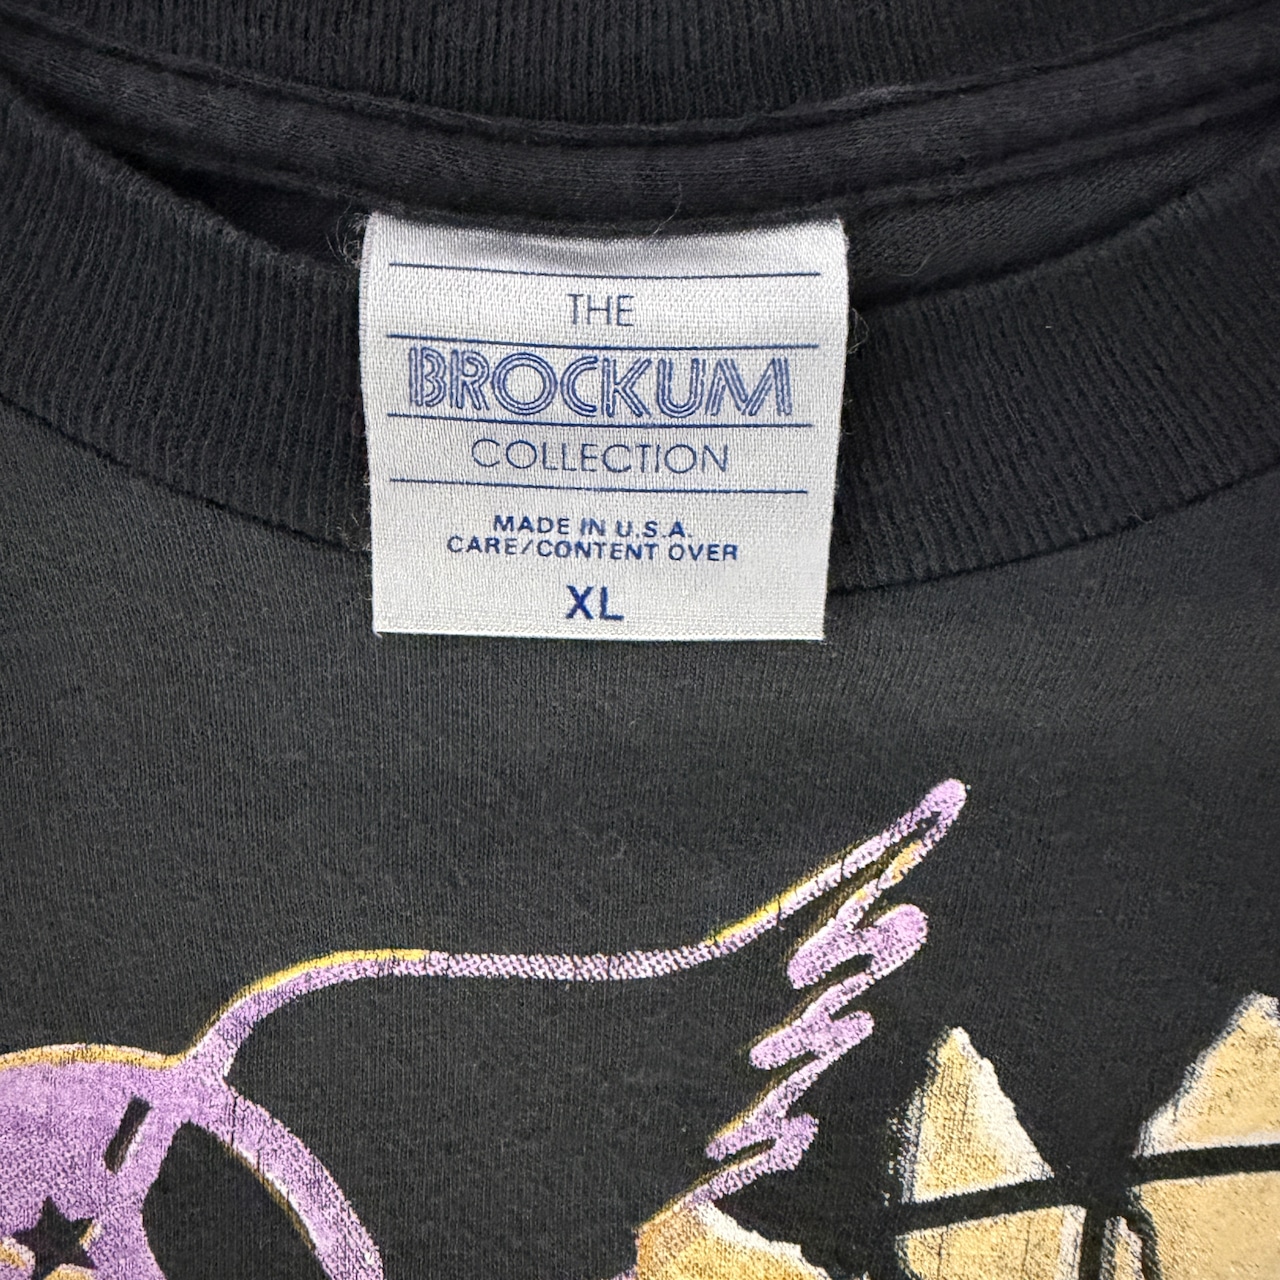 THE
BROCKUM
COLLECTION
MADE IN U.S.A.
CARE/CONTENT OVER
XL